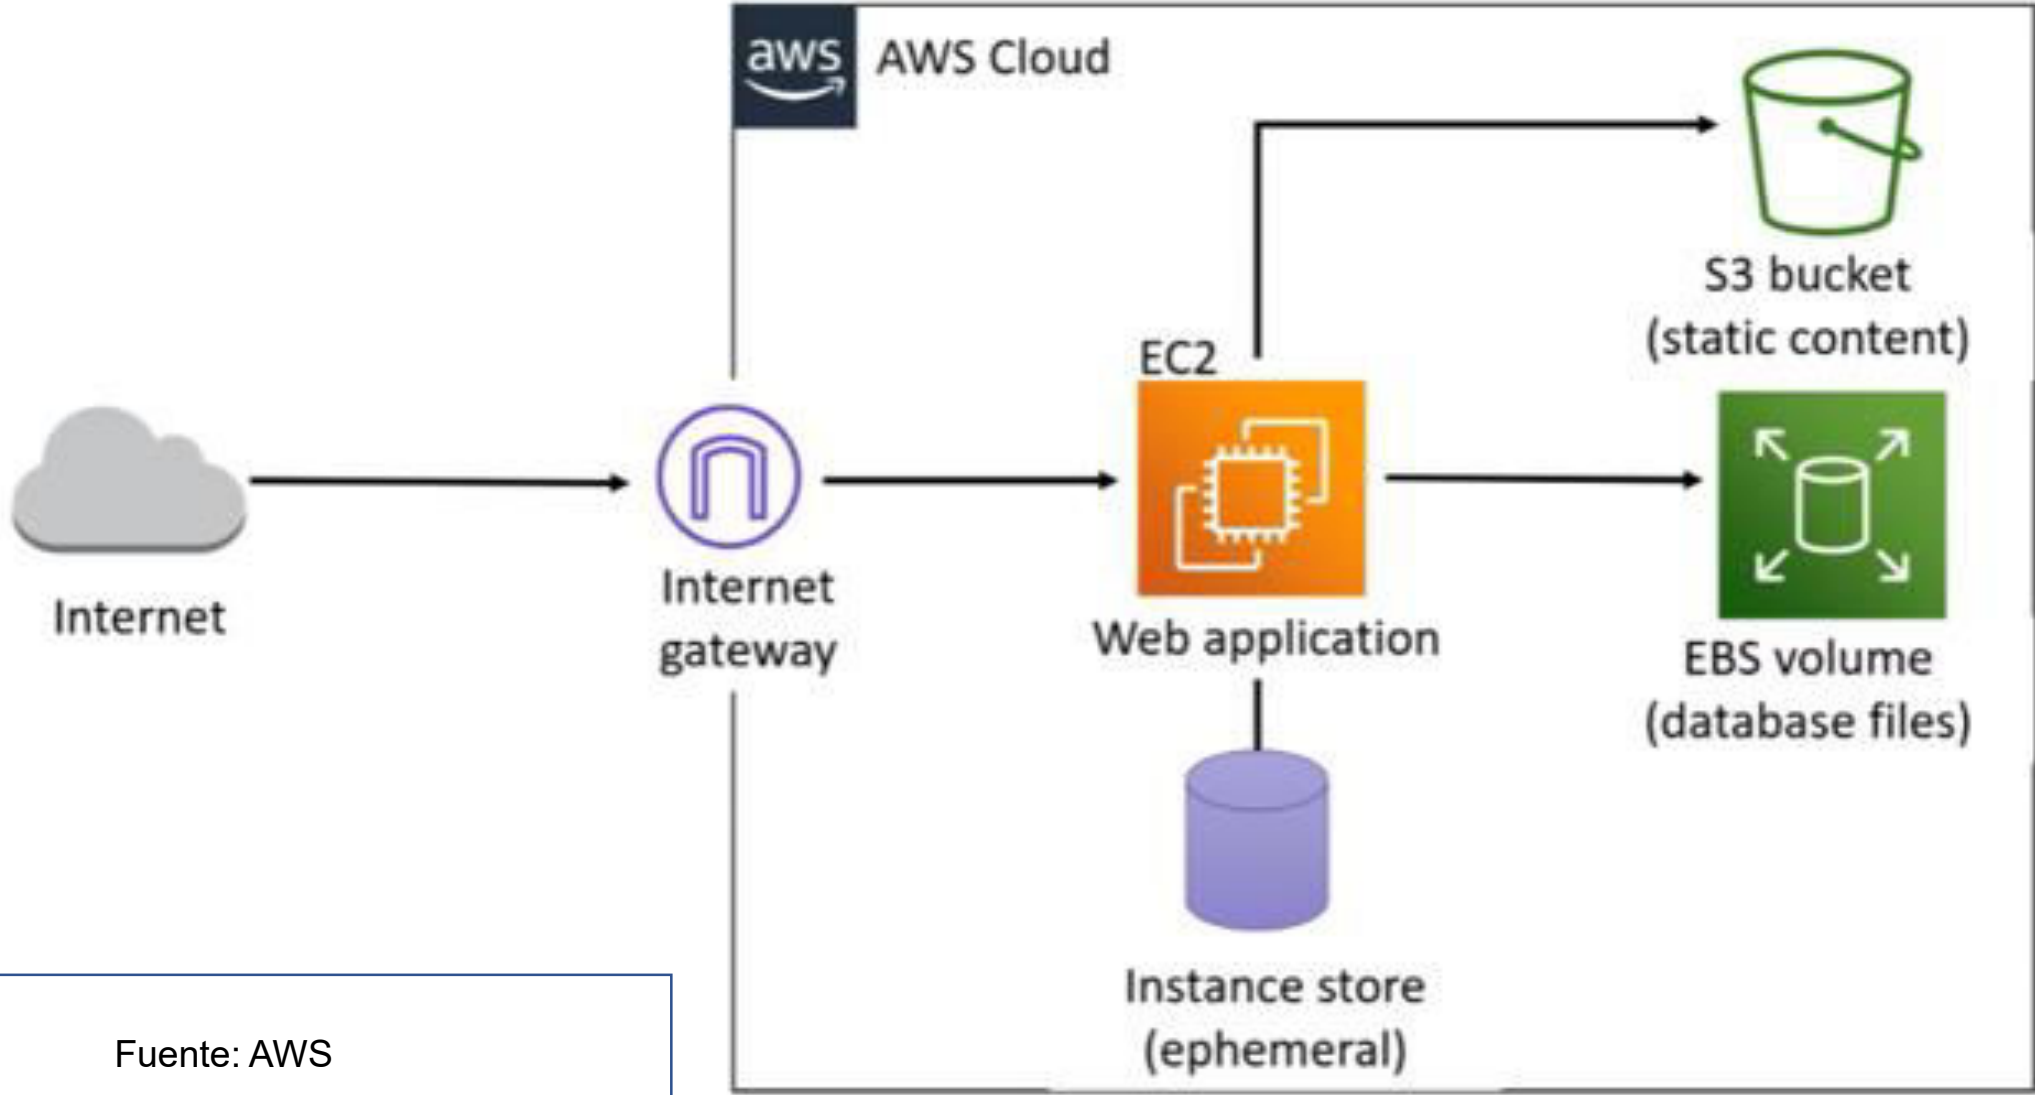 aws
AWS Cloud
S3 bucket
(static content)
EC2
Internet
Internet
gateway
Web application
EBS volume
(database files)
Instance store
(ephemeral)
Fuente: AWS